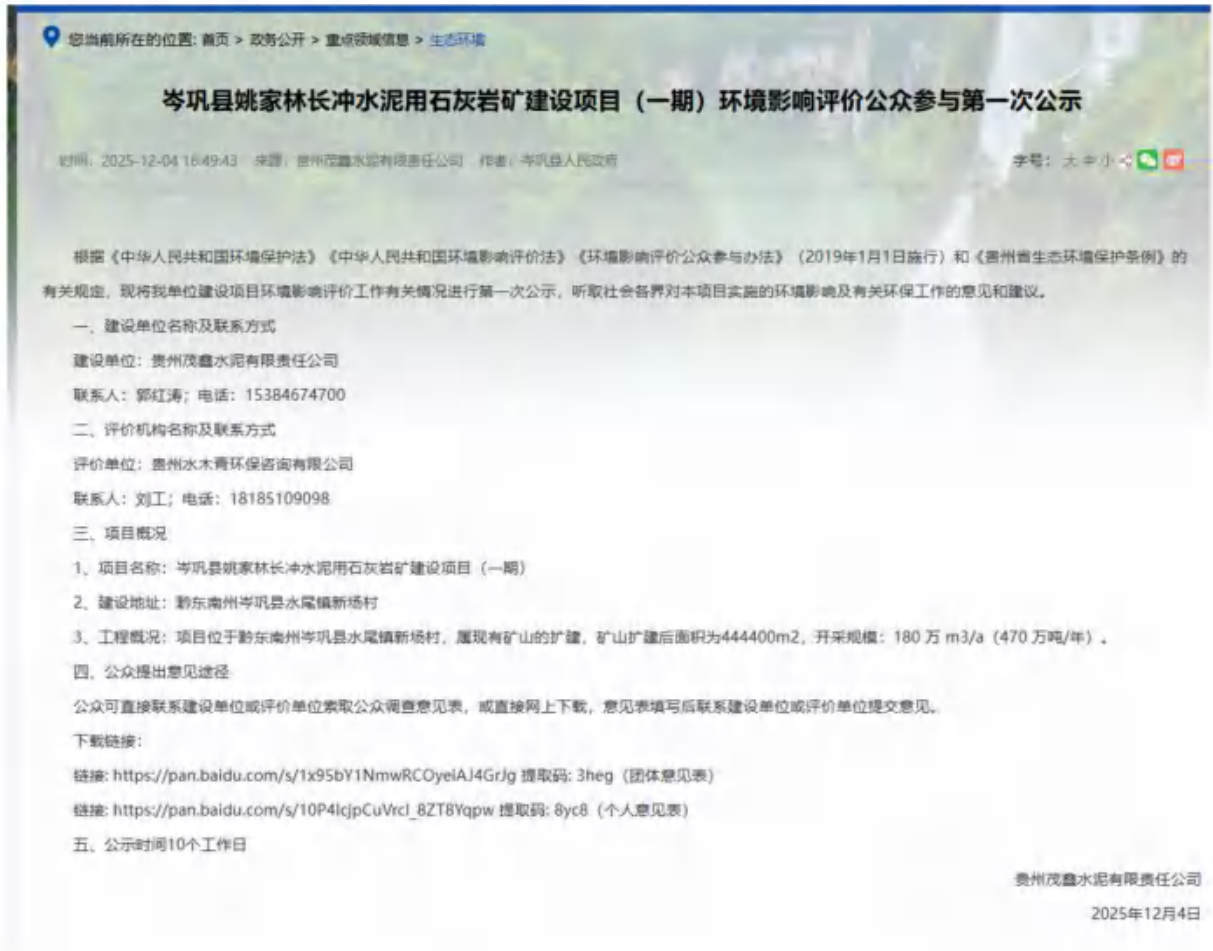 您当前所在的位置: 首页 > 政务公开 > 重点领域信息 > 生态环境
岑巩县姚家林长冲水泥用石灰岩矿建设项目（一期）环境影响评价公众参与第一次公示
时间：2025-12-04 16:49:43 来源：贵州茂鑫水泥有限责任公司 作者：岑巩县人民政府 字号：大 中 小
根据《中华人民共和国环境保护法》《中华人民共和国环境影响评价法》《环境影响评价公众参与办法》（2019年1月1日施行）和《贵州省生态环境保护条例》的
有关规定，现将我单位建设项目环境影响评价工作有关情况进行第一次公示，听取社会各界对本项目实施的环境影响及有关环保工作的意见和建议。
一、建设单位名称及联系方式
建设单位：贵州茂鑫水泥有限责任公司
联系人：郭红涛；电话：15384674700
二、评价机构名称及联系方式
评价单位：贵州水木青环保咨询有限公司
联系人：刘工；电话：18185109098
三、项目概况
1、项目名称：岑巩县姚家林长冲水泥用石灰岩矿建设项目（一期）
2、建设地址：黔东南州岑巩县水尾镇新场村
3、工程概况：项目位于黔东南州岑巩县水尾镇新场村，属现有矿山的扩建，矿山扩建后面积为444400m2，开采规模：180 万 m3/a（470 万吨/年）.
四、公众提出意见途径
公众可直接联系建设单位或评价单位索取公众调查意见表，或直接网上下载，意见表填写后联系建设单位或评价单位提交意见。
下载链接：
链接: https://pan.baidu.com/s/1x95bY1NmwRCOyeiAJ4GrJg 提取码: 3heg（团体意见表）
链接: https://pan.baidu.com/s/10P4lcjpCuVrcl_8ZT8Yqpw 提取码: 8yc8（个人意见表）
五、公示时间10个工作日
贵州茂鑫水泥有限责任公司
2025年12月4日